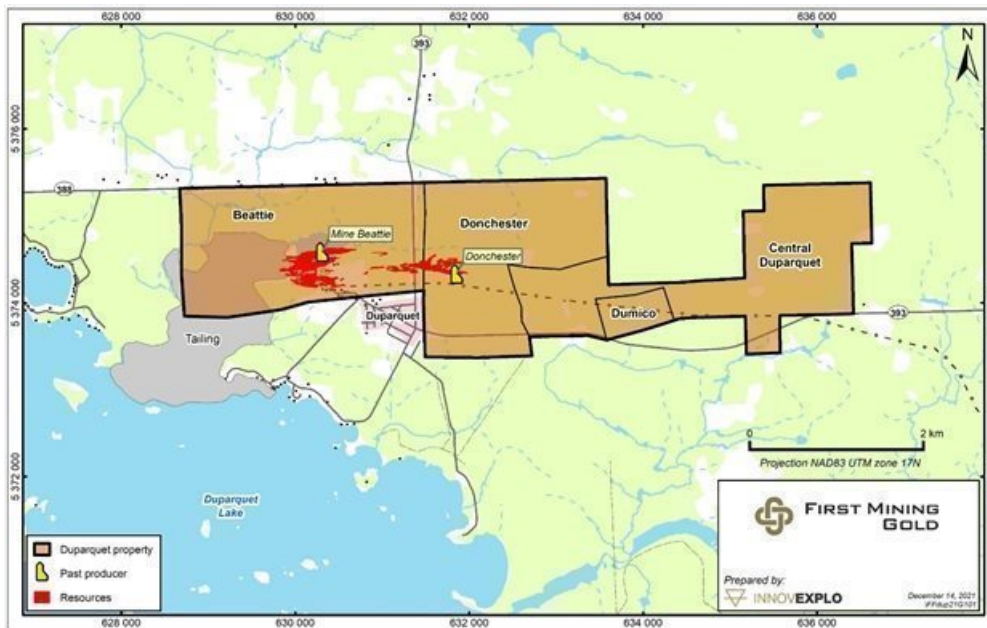 628 000
630 000
632 000
634 000
636 000
393
N
5 376 000
388
Beattie
Mine Beattie
Donchester
Donchester
Central
Duparquet
5 374 000
Duparquet
Dumico
393
Tailing
0
2 km
Projection NAD83 UTM zone 17N
5 372 000
Duparquet
Lake
FIRST MINING
GOLD
Duparquet property
Past producer
Resources
Prepared by:
INNOVEXPLO
December 14, 2021
628 000
630 000
632 000
634 000
636 000